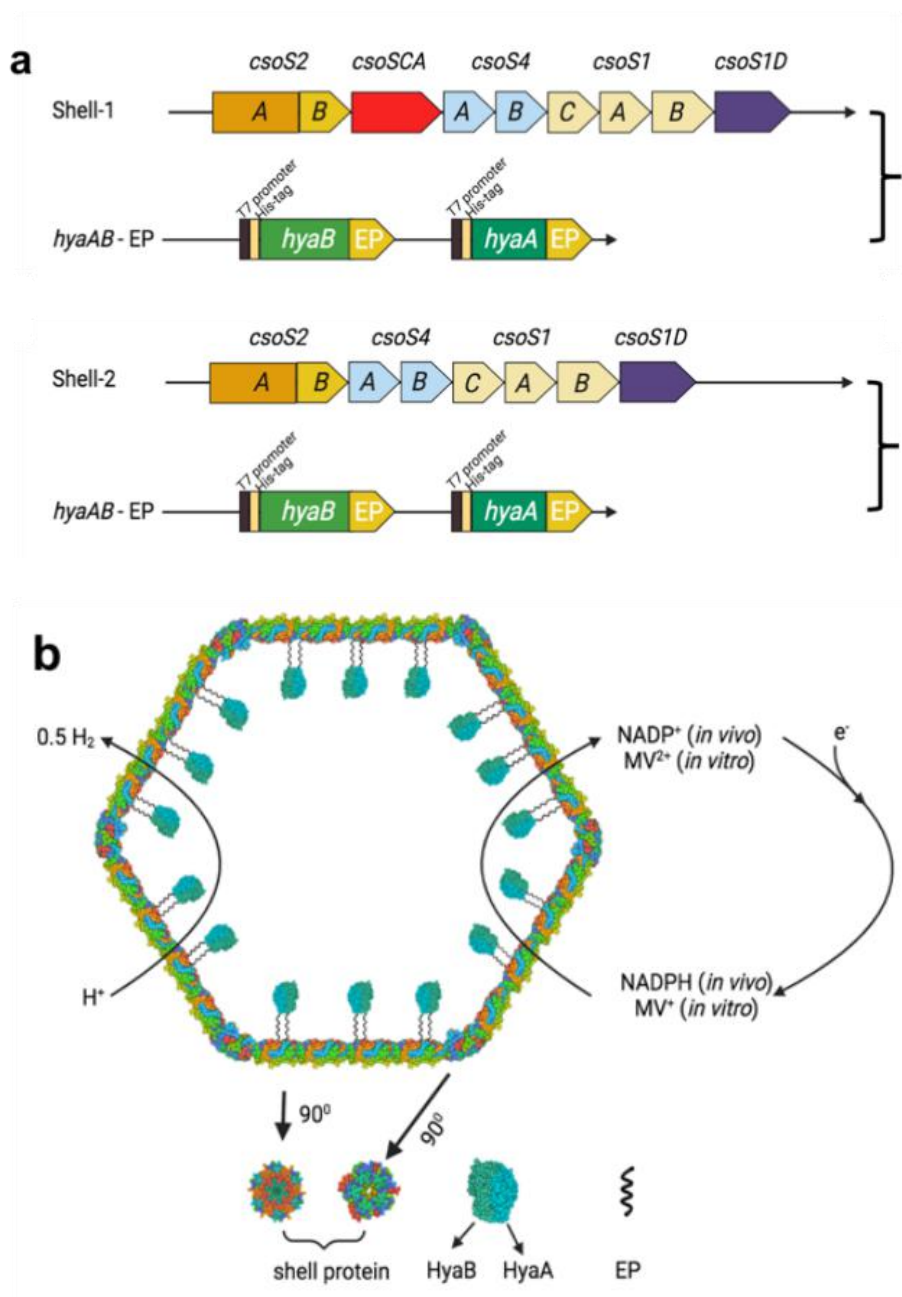 a
csoS2 csoSCA csoS4 csoS1 csoS1D
Shell-1 A B A B C A B
T7 promoter His-tag T7 promoter His-tag
hyaAB - EP hyaB EP hyaA EP
csoS2 csoS4 csoS1 csoS1D
Shell-2 A B A B C A B
T7 promoter His-tag T7 promoter His-tag
hyaAB - EP hyaB EP hyaA EP
b
0.5 H₂ NADP⁺ (in vivo) e⁻
MV²⁺ (in vitro)
H⁺ NADPH (in vivo)
MV⁺ (in vitro)
90⁰ 90⁰
shell protein HyaB HyaA EP